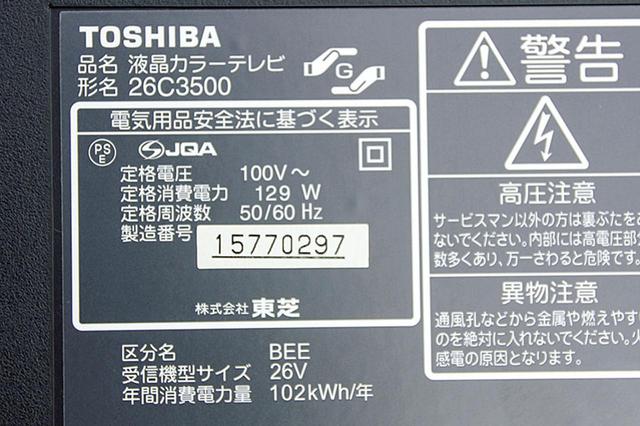 TOSHIBA
品名 液晶カラーテレビ
形名 26C3500
G
電気用品安全法に基づく表示
PS
E
JQA
定格電圧 100V～
定格消費電力 129 W
定格周波数 50/60 Hz
製造番号 15770297
株式会社 東芝
区分名 BEE
受信機型サイズ 26V
年間消費電力量 102kWh/年
警告
高圧注意
サービスマン以外の方は裏ぶたを
ないでください。内部には高電圧部
数多くあり、万一さわると危険です。
異物注意
通風孔などから金属や燃えやす
のを絶対に入れないでください。火
感電の原因となります。